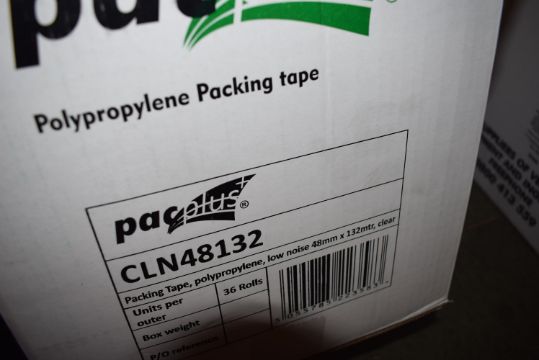 pac
®
Polypropylene Packing tape
pacplus®
CLN48132
Packing Tape, polypropylene, low noise 48mm x 132mtr, clear
Units per outer
36 Rolls
Box weight
P/O reference